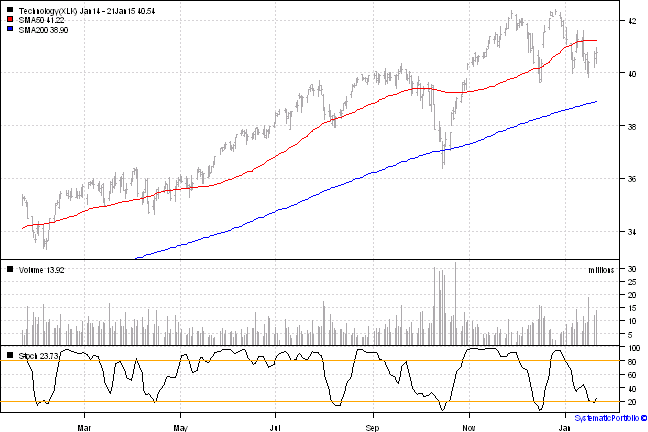 Technology(XLK) Jan14 - 21Jan15 40.54
SMA50 41.22
SMA200 38.90
42
40
38
36
34
Volume 13.92
millions
30
25
20
15
10
5
Stoch 23.73
100
80
60
40
20
Mar May Jul Sep Nov Jan
SystematicPortfolio ©